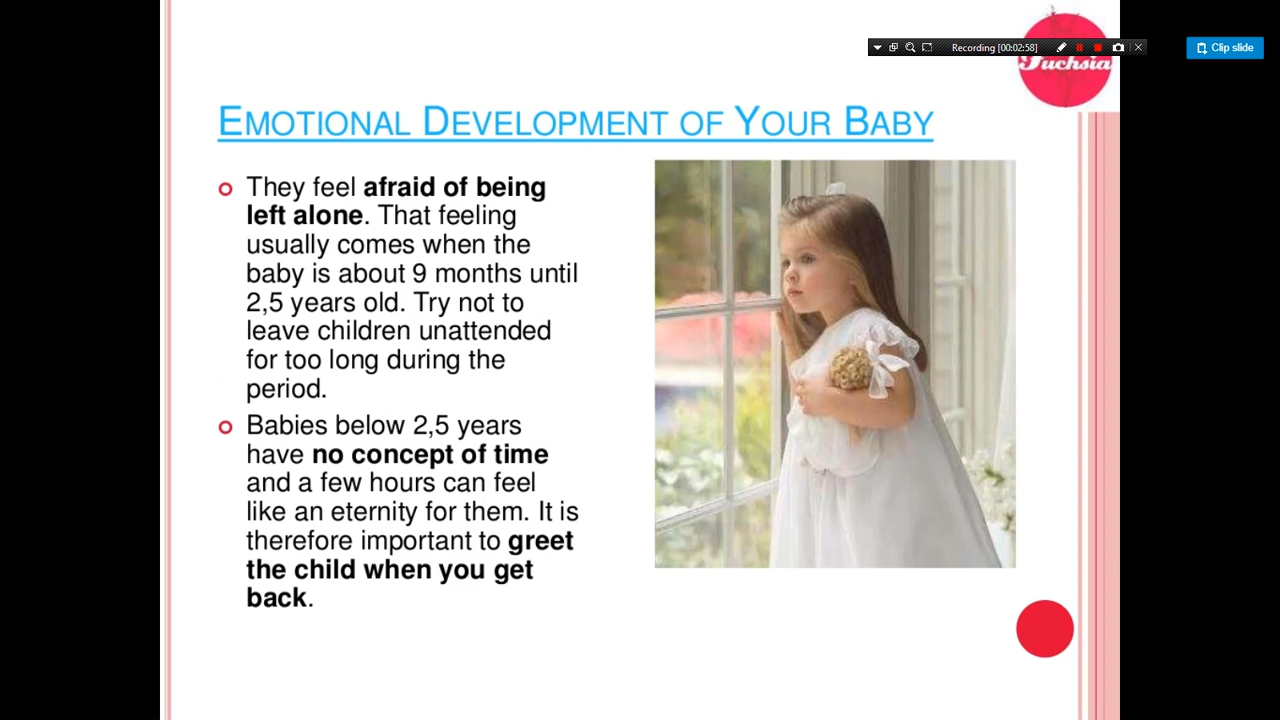 Recording [00:02:58]
Clip slide
Fuchsia
EMOTIONAL DEVELOPMENT OF YOUR BABY
They feel afraid of being
left alone. That feeling
usually comes when the
baby is about 9 months until
2,5 years old. Try not to
leave children unattended
for too long during the
period.
Babies below 2,5 years
have no concept of time
and a few hours can feel
like an eternity for them. It is
therefore important to greet
the child when you get
back.